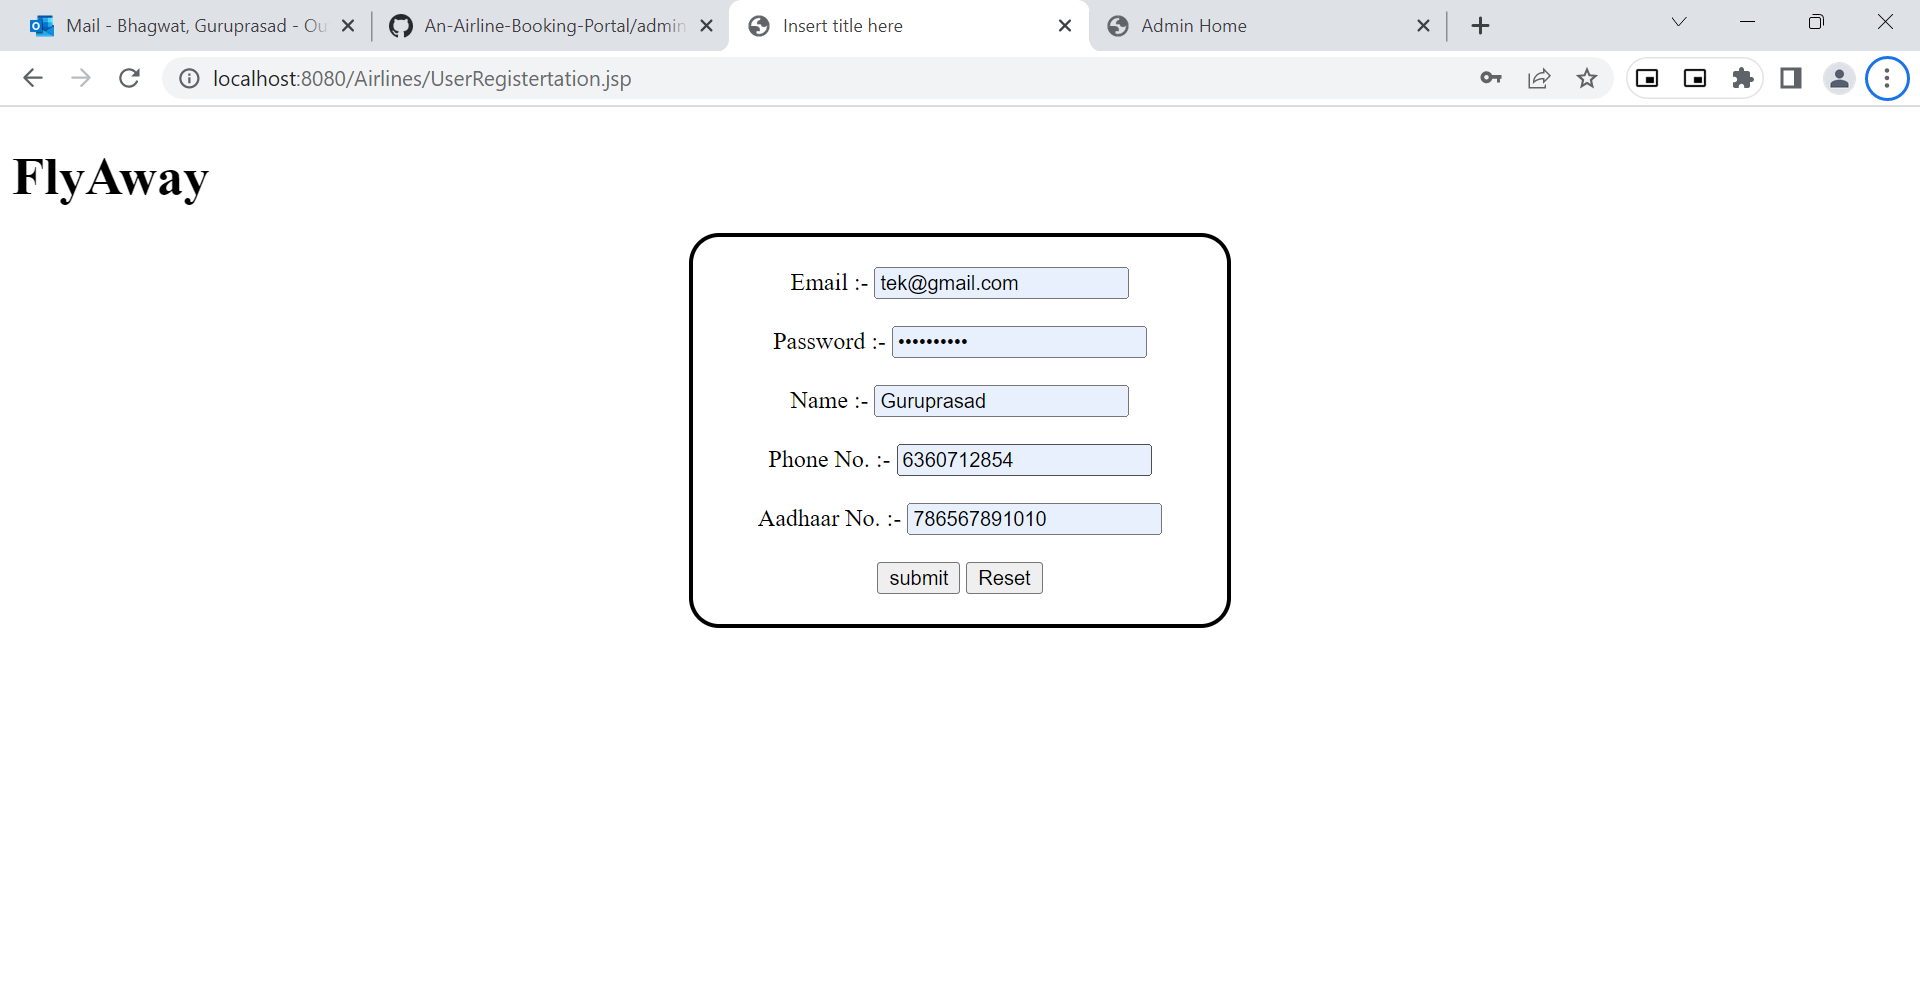 Mail - Bhagwat, Guruprasad - Ou
An-Airline-Booking-Portal/admin
Insert title here
Admin Home
localhost:8080/Airlines/UserRegistertation.jsp
FlyAway
Email :- tek@gmail.com
Password :- ••••••••••
Name :- Guruprasad
Phone No. :- 6360712854
Aadhaar No. :- 786567891010
submit Reset